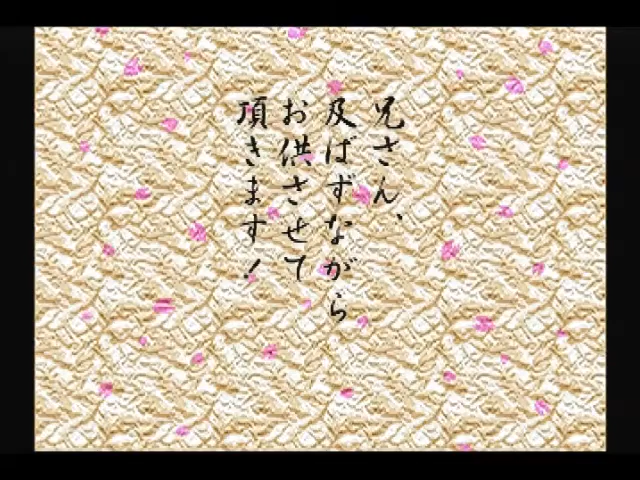 兄さん、
及ばずながら
お供させて
頂きます!